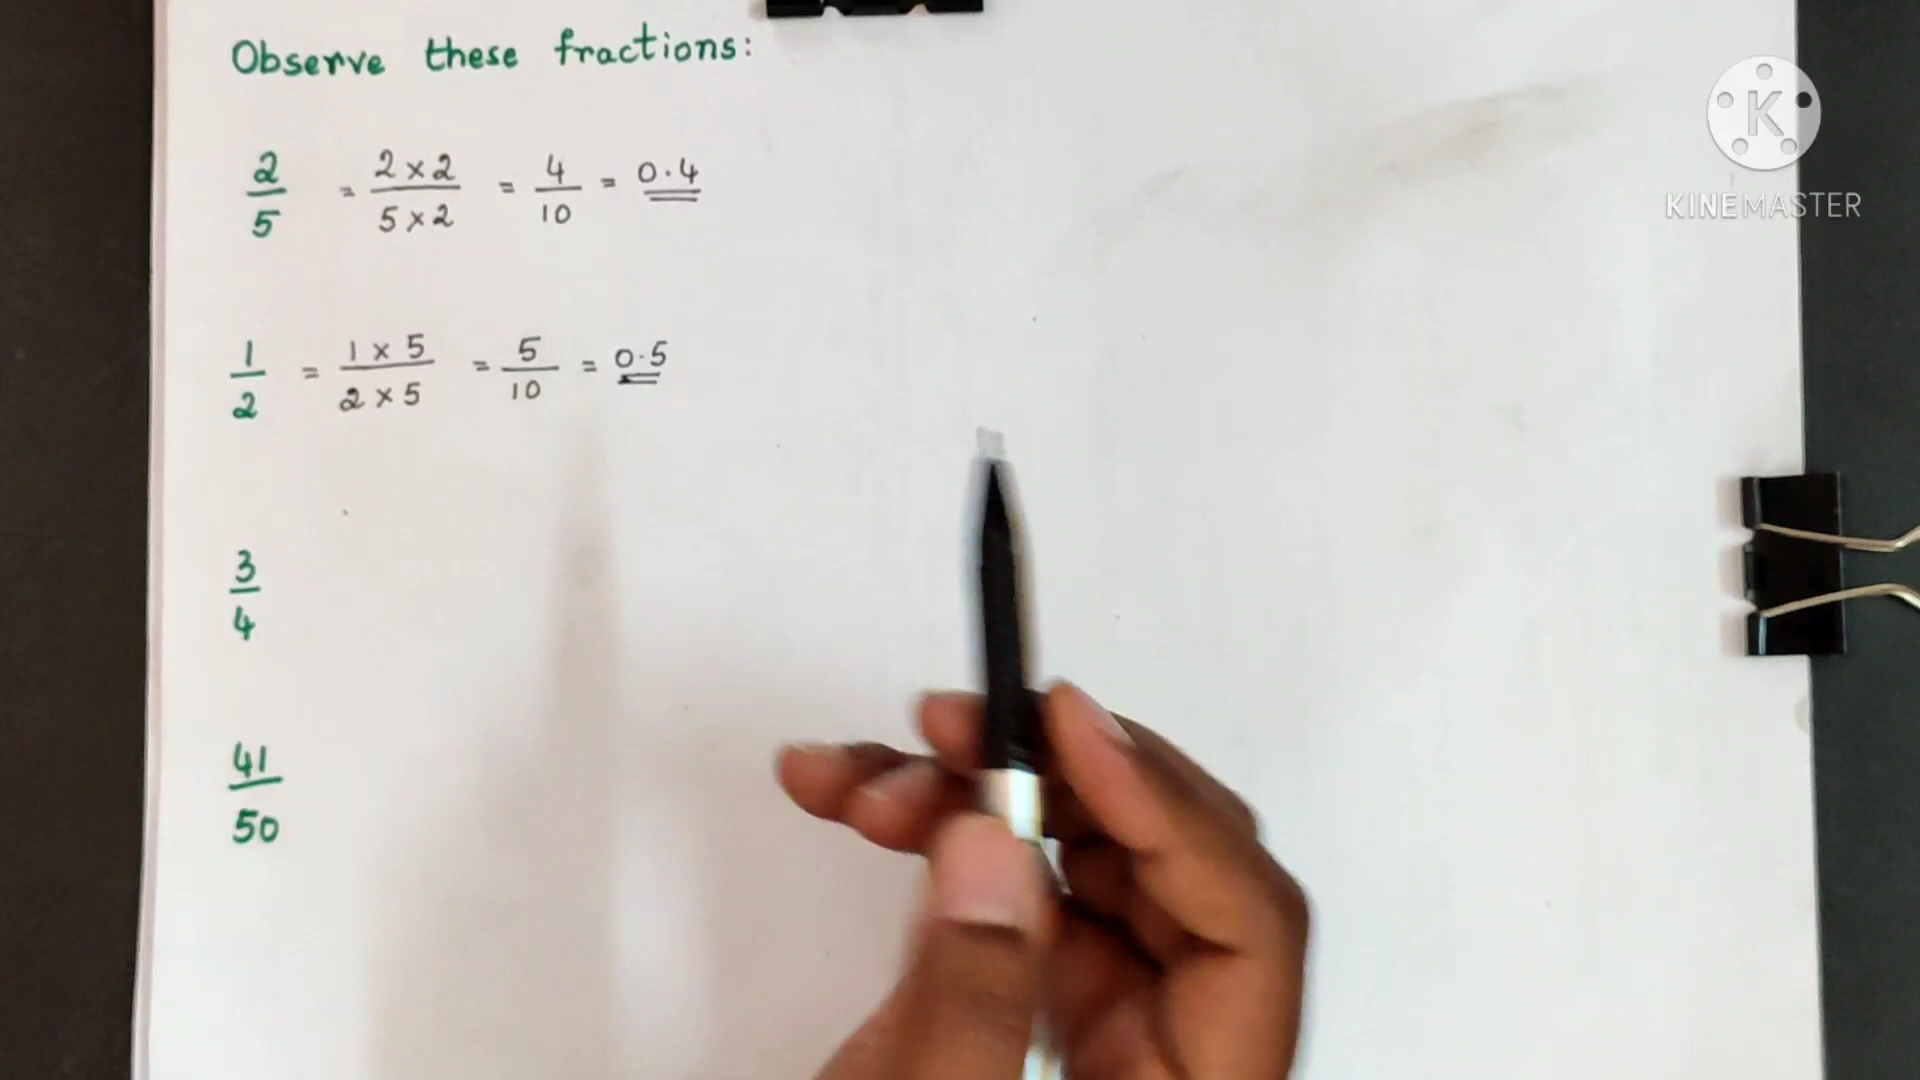 Observe these fractions:
2/5 = 2 × 2 / 5 × 2 = 4/10 = 0.4
1/2 = 1 × 5 / 2 × 5 = 5/10 = 0.5
3/4
41/50
K
KINEMASTER